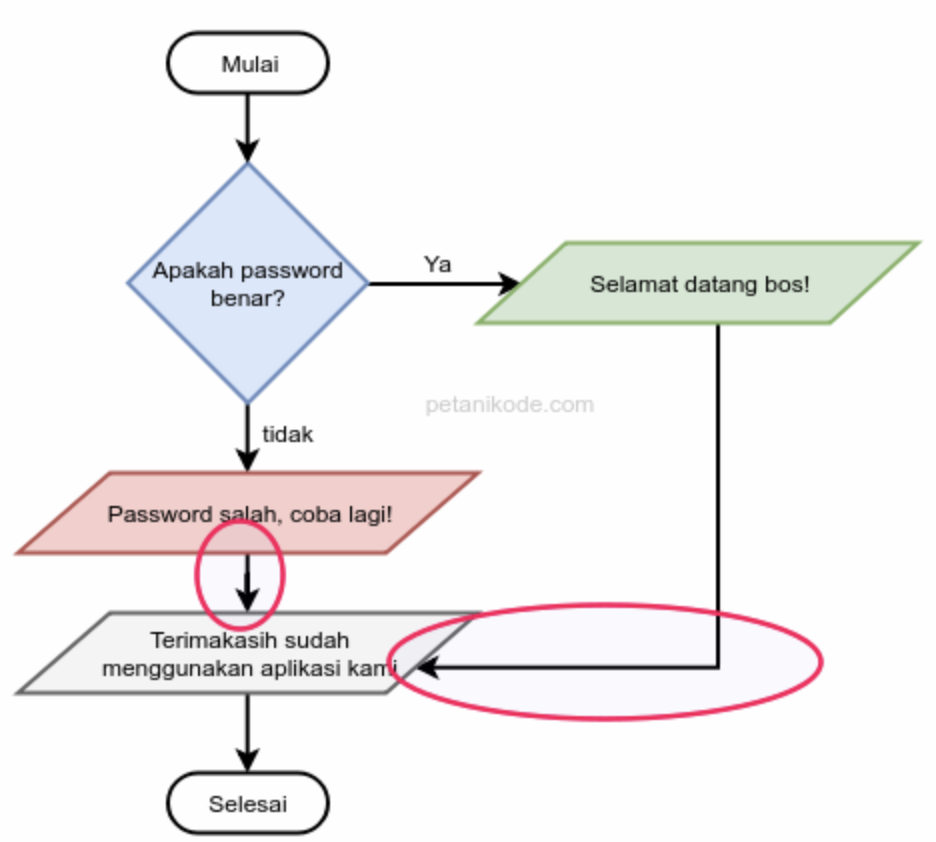 Mulai
Apakah password
benar?
Ya
Selamat datang bos!
petanikode.com
tidak
Password salah, coba lagi!
Terimakasih sudah
menggunakan aplikasi kami
Selesai